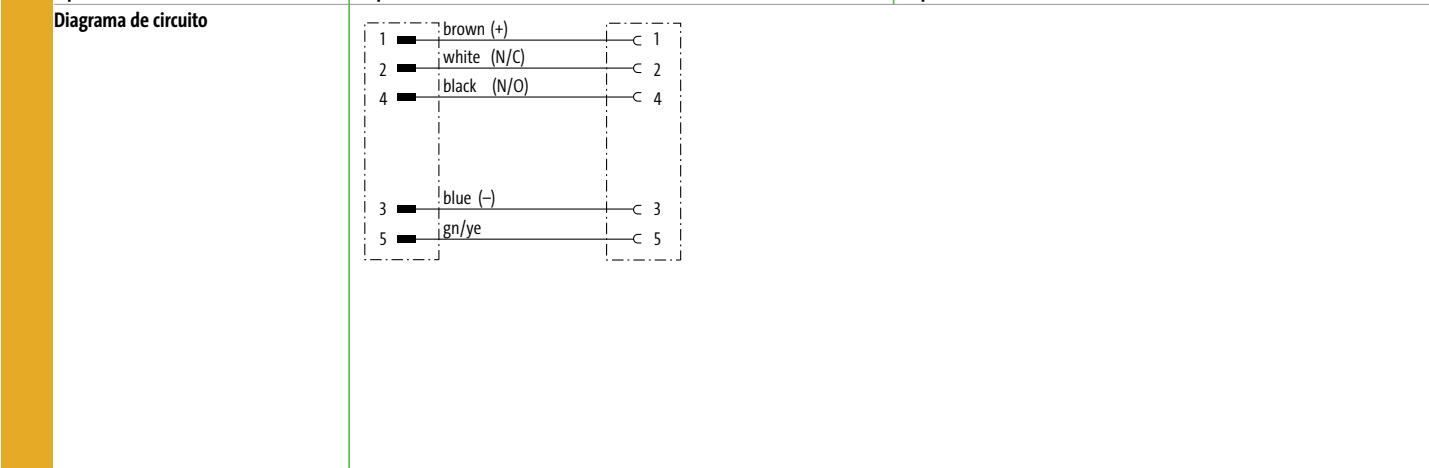 Diagrama de circuito
1 brown (+) 1
2 white (N/C) 2
4 black (N/O) 4
3 blue (–) 3
5 gn/ye 5